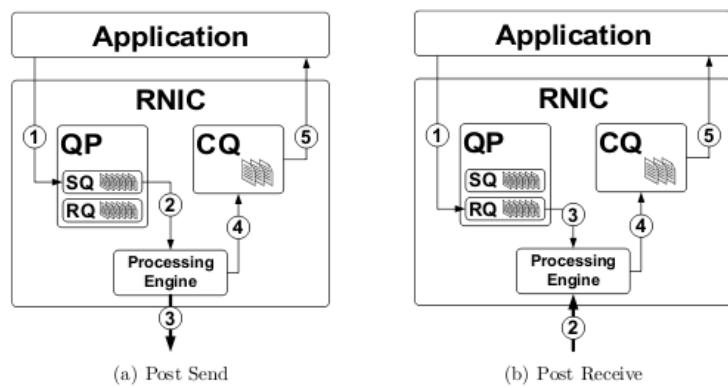 Application
RNIC
1
QP
CQ
5
SQ
2
RQ
4
Processing
Engine
3
(a) Post Send
Application
RNIC
1
QP
CQ
5
SQ
RQ
3
4
Processing
Engine
2
(b) Post Receive